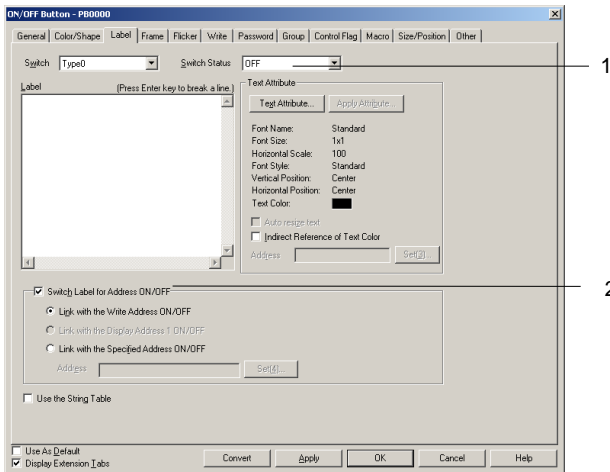 ON/OFF Button - PB0000
General Color/Shape Label Frame Flicker Write Password Group Control Flag Macro Size/Position Other
Switch Type0 Switch Status OFF 1
Label (Press Enter key to break a line.) Text Attribute
Text Attribute... Apply Attribute...
Font Name: Standard
Font Size: 1x1
Horizontal Scale: 100
Font Style: Standard
Vertical Position: Center
Horizontal Position: Center
Text Color:
Auto resize text
Indirect Reference of Text Color
Address Set(3)...
Switch Label for Address ON/OFF 2
Link with the Write Address ON/OFF
Link with the Display Address 1 ON/OFF
Link with the Specified Address ON/OFF
Address Set(4)...
Use the String Table
Use As Default
Display Extension Tabs Convert Apply OK Cancel Help